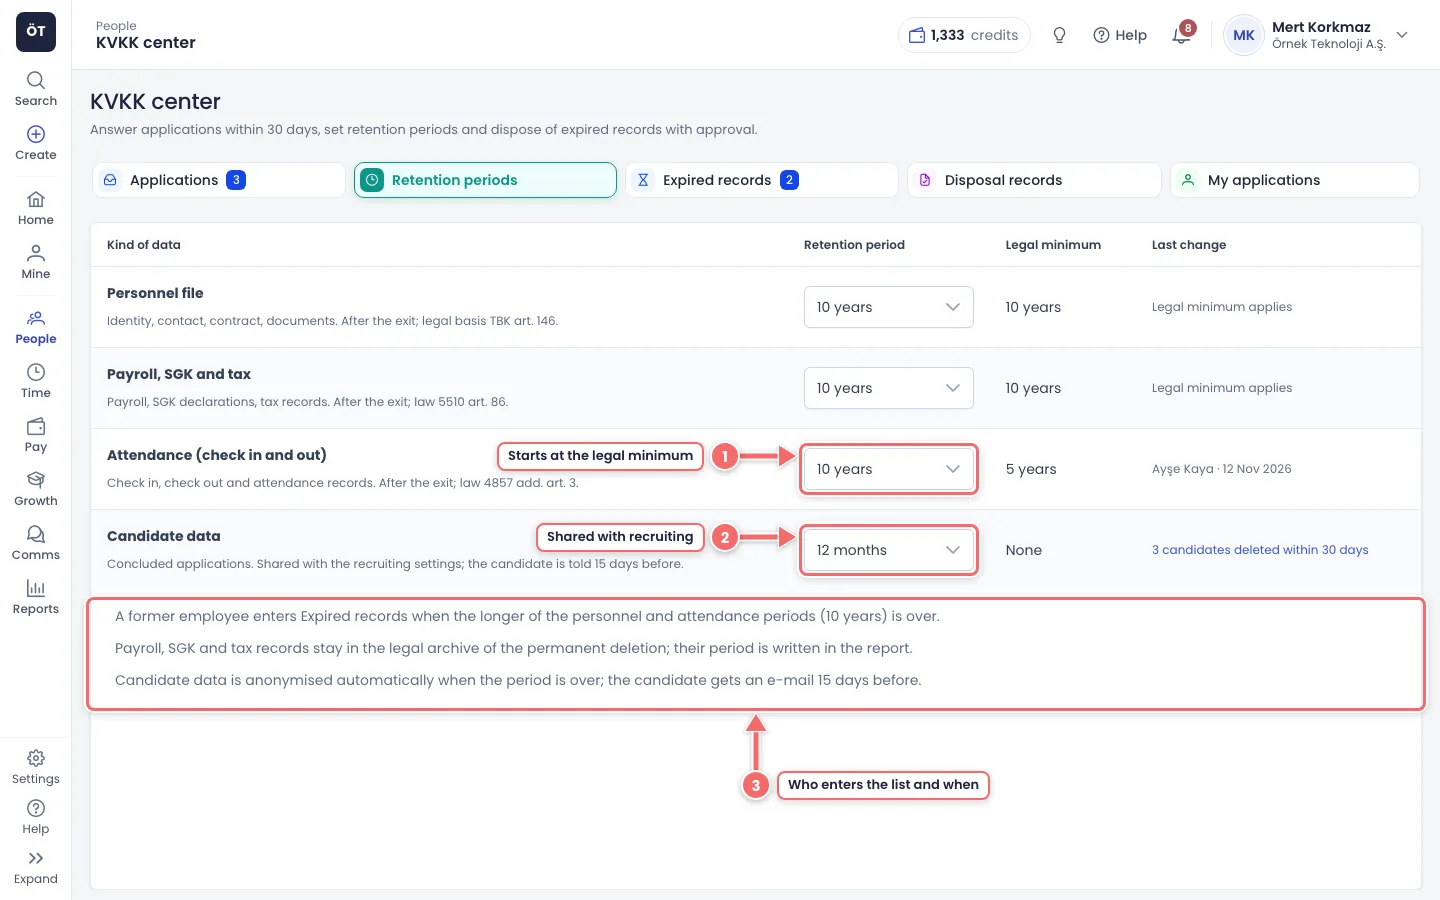 ÖT
People
KVKK center
1,333 credits
Help
8
MK
Mert Korkmaz
Örnek Teknoloji A.Ş.
Search
Create
Home
Mine
People
Time
Pay
Growth
Comms
Reports
Settings
Help
Expand
KVKK center
Answer applications within 30 days, set retention periods and dispose of expired records with approval.
Applications 3
Retention periods
Expired records 2
Disposal records
My applications
Kind of data
Retention period
Legal minimum
Last change
Personnel file
Identity, contact, contract, documents. After the exit; legal basis TBK art. 146.
10 years
10 years
Legal minimum applies
Payroll, SGK and tax
Payroll, SGK declarations, tax records. After the exit; law 5510 art. 86.
10 years
10 years
Legal minimum applies
Attendance (check in and out)
Check in, check out and attendance records. After the exit; law 4857 add. art. 3.
Starts at the legal minimum
1
10 years
5 years
Ayşe Kaya · 12 Nov 2026
Candidate data
Concluded applications. Shared with the recruiting settings; the candidate is told 15 days before.
Shared with recruiting
2
12 months
None
3 candidates deleted within 30 days
A former employee enters Expired records when the longer of the personnel and attendance periods (10 years) is over.
Payroll, SGK and tax records stay in the legal archive of the permanent deletion; their period is written in the report.
Candidate data is anonymised automatically when the period is over; the candidate gets an e-mail 15 days before.
3
Who enters the list and when